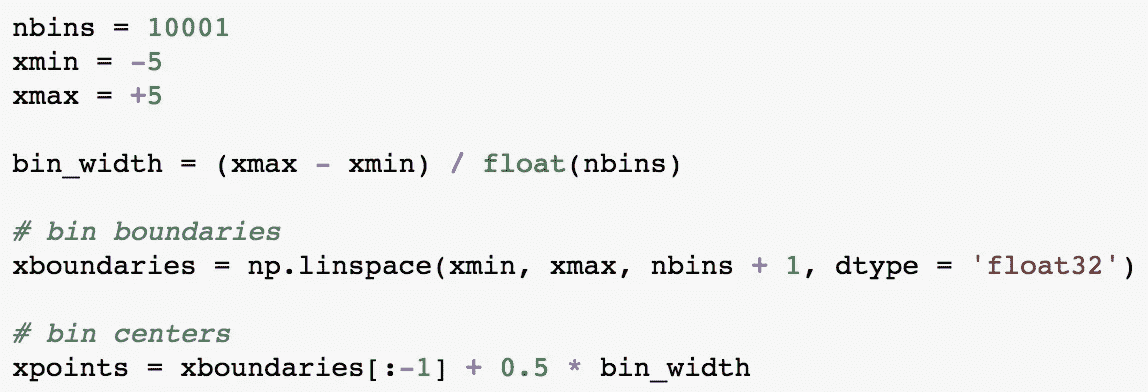 nbins = 10001
xmin = -5
xmax = +5
bin_width = (xmax - xmin) / float(nbins)
# bin boundaries
xboundaries = np.linspace(xmin, xmax, nbins + 1, dtype = 'float32')
# bin centers
xpoints = xboundaries[:-1] + 0.5 * bin_width